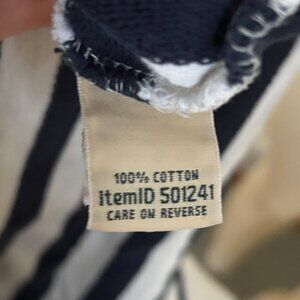 100% COTTON
ItemID 501241
CARE ON REVERSE